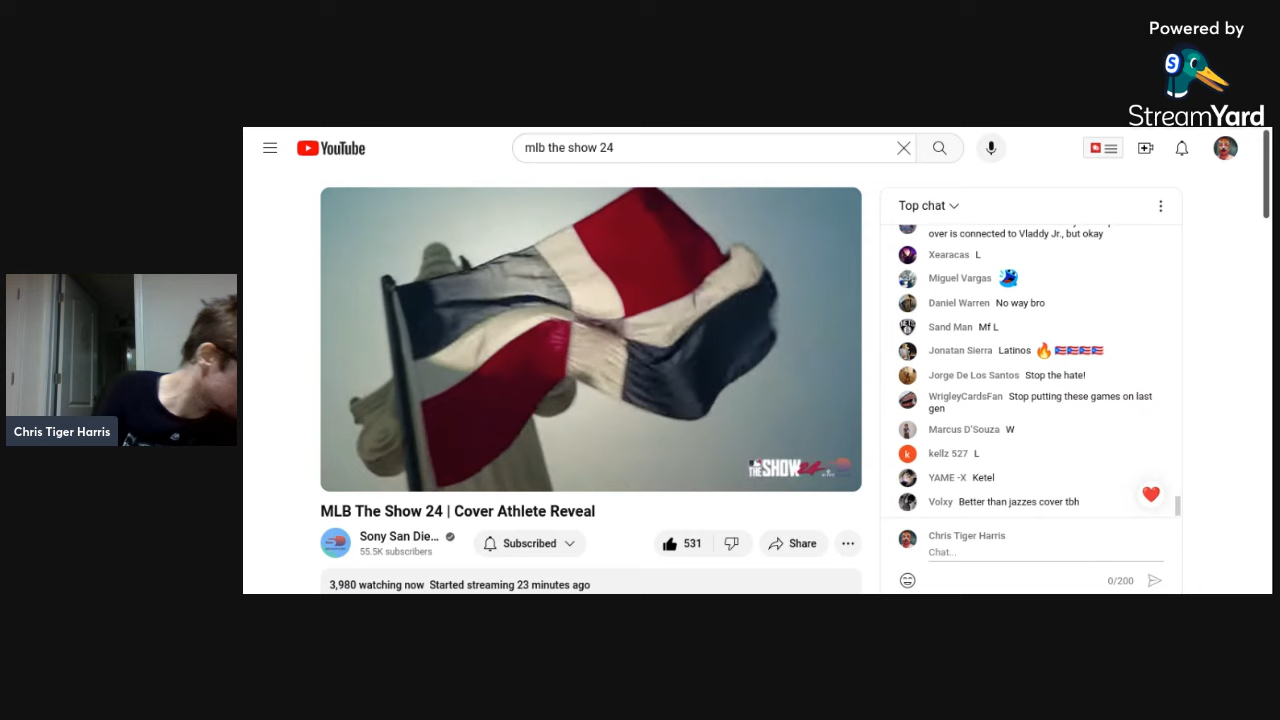 Powered by
StreamYard
YouTube
mlb the show 24
Top chat
over is connected to Vladdy Jr., but okay
Xearacas L
Miguel Vargas
Daniel Warren No way bro
Sand Man Mf L
Jonatan Sierra Latinos
Jorge De Los Santos Stop the hate!
WrigleyCardsFan Stop putting these games on last
gen
Marcus D'Souza W
kellz 527 L
YAME -X Ketel
Volxy Better than jazzes cover tbh
Chris Tiger Harris
Chat...
0/200
THE SHOW 24
MLB The Show 24 | Cover Athlete Reveal
Sony San Die...
55.5K subscribers
Subscribed
531
Share
3,980 watching now Started streaming 23 minutes ago
Chris Tiger Harris